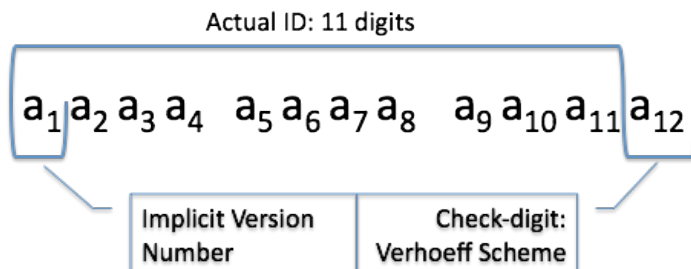 Actual ID: 11 digits
a₁ a₂ a₃ a₄ a₅ a₆ a₇ a₈ a₉ a₁₀ a₁₁ a₁₂
Implicit Version
Number
Check-digit:
Verhoeff Scheme